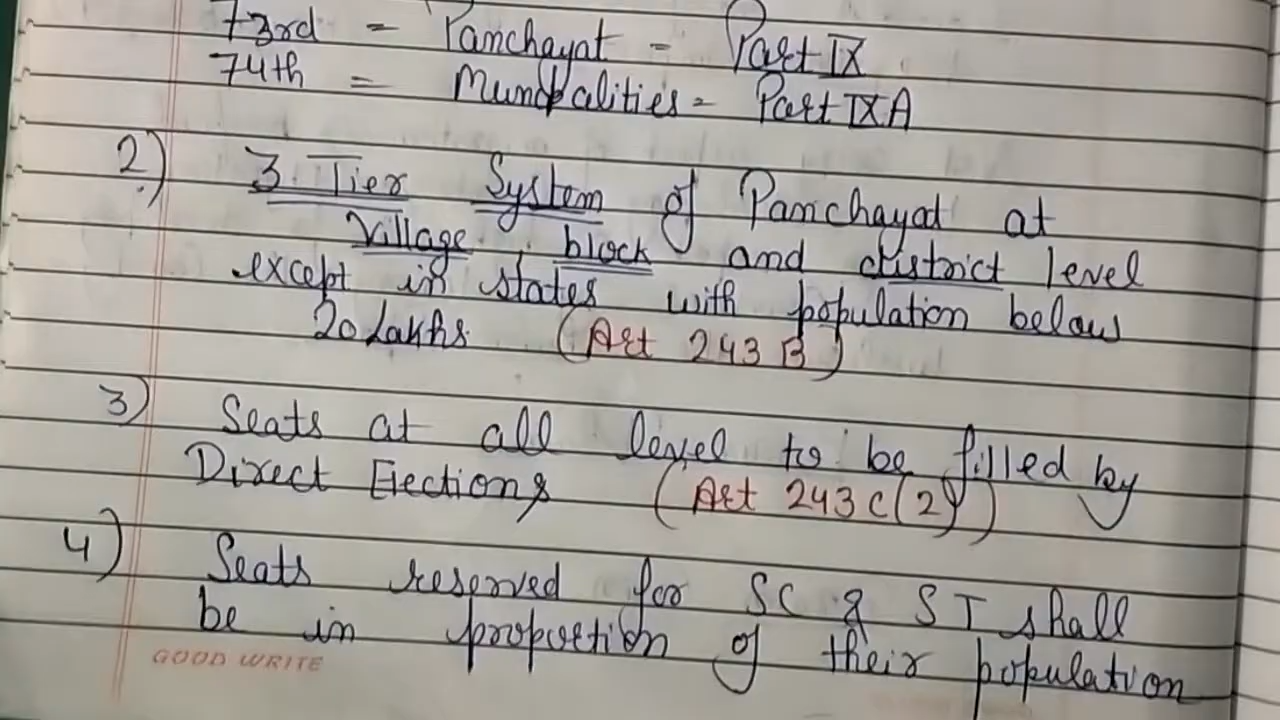 73rd - Panchayat - Part IX
74th = Muncipalities - Part IXA
2) 3 Tier System of Panchayat at
Village, block and district level
except in states with population below
20 Lakhs (Art 243 B)
3) Seats at all level to be filled by
Direct Elections (Art 243 C(2))
4) Seats reserved for SC & ST shall
be in proportion of their population
GOOD WRITE